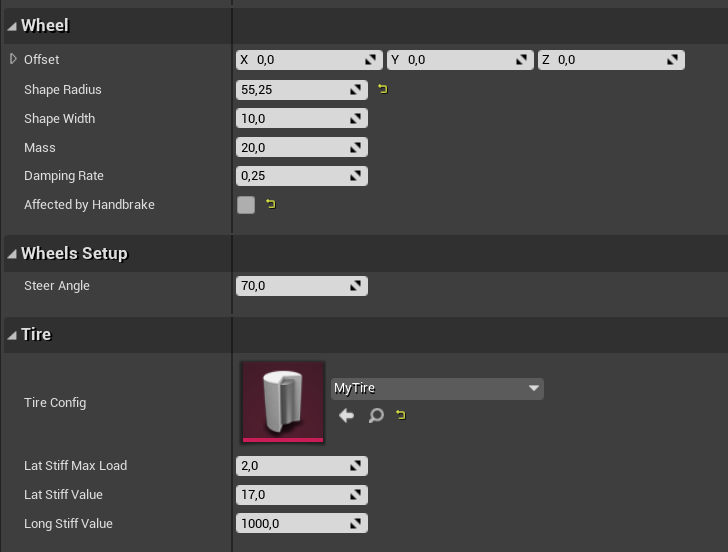 Wheel
Offset X 0,0 Y 0,0 Z 0,0
Shape Radius 55,25
Shape Width 10,0
Mass 20,0
Damping Rate 0,25
Affected by Handbrake
Wheels Setup
Steer Angle 70,0
Tire
MyTire
Tire Config
Lat Stiff Max Load 2,0
Lat Stiff Value 17,0
Long Stiff Value 1000,0